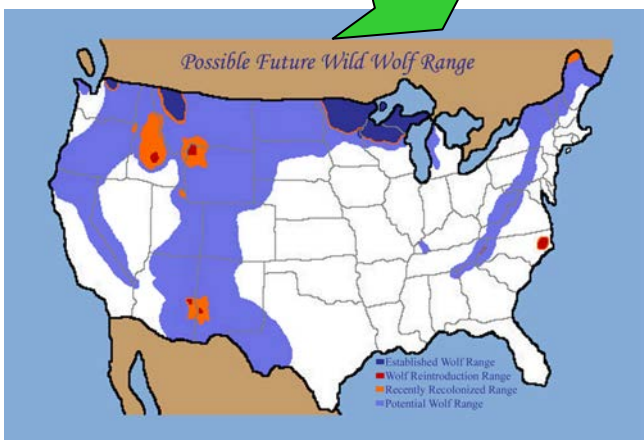 Possible Future Wild Wolf Range
Established Wolf Range
Wolf Reintroduction Range
Recently Recolonized Range
Potential Wolf Range